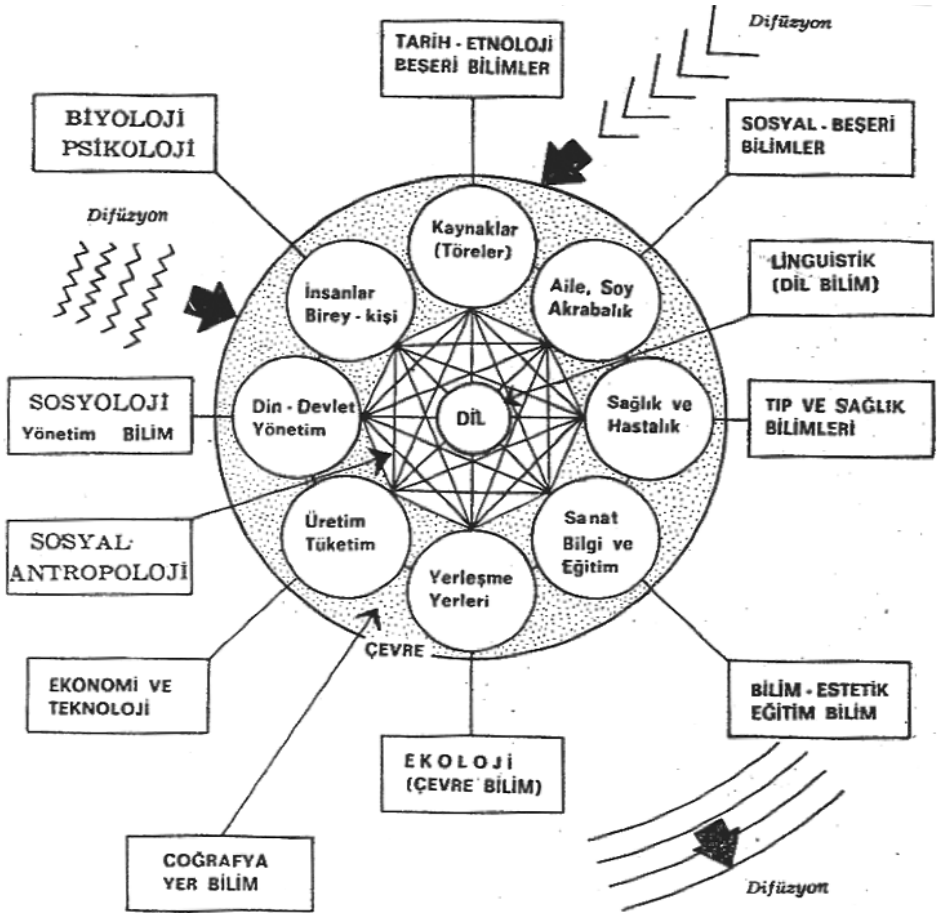 Difüzyon
TARİH - ETNOLOJİ
BEŞERİ BİLİMLER
BİYOLOJİ
PSİKOLOJİ
SOSYAL - BEŞERİ
BİLİMLER
Difüzyon
Kaynaklar
(Töreler)
İnsanlar
Birey - kişi
Aile, Soy
Akrabalık
LİNGUİSTİK
(DİL BİLİM)
SOSYOLOJİ
Yönetim BİLİM
Din - Devlet
Yönetim
DİL
Sağlık ve
Hastalık
TIP VE SAĞLIK
BİLİMLERİ
SOSYAL-
ANTROPOLOJİ
Üretim
Tüketim
Sanat
Bilgi ve
Eğitim
Yerleşme
Yerleri
ÇEVRE
EKONOMİ VE
TEKNOLOJİ
BİLİM - ESTETİK
EĞİTİM BİLİM
EKOLOJİ
(ÇEVRE BİLİM)
COĞRAFYA
YER BİLİM
Difüzyon